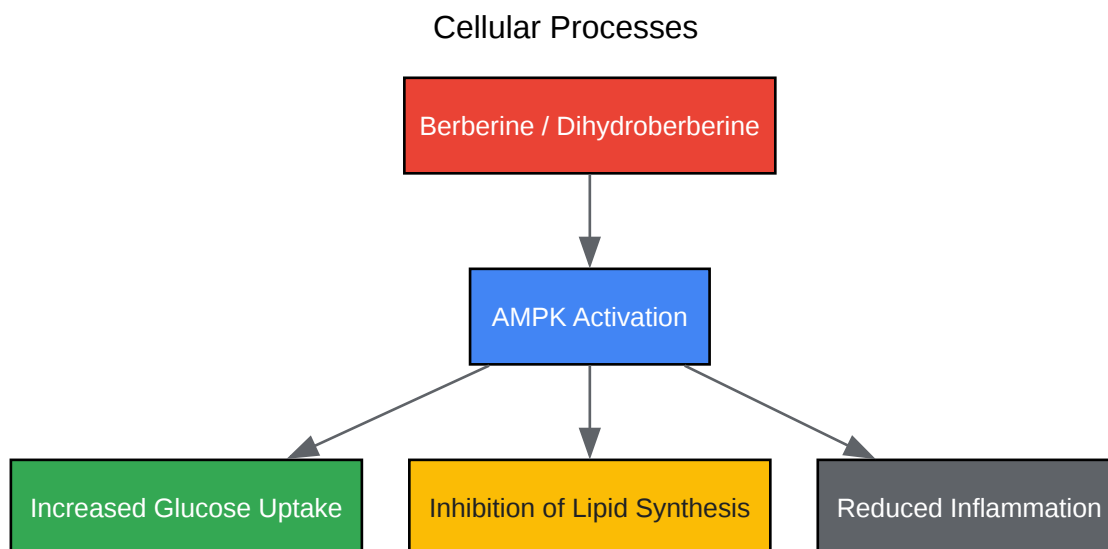 Cellular Processes
Berberine / Dihydroberberine
AMPK Activation
Increased Glucose Uptake
Inhibition of Lipid Synthesis
Reduced Inflammation